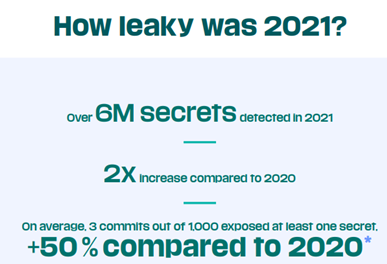 How leaky was 2021?
Over 6M secrets detected in 2021
2X increase compared to 2020
On average, 3 commits out of 1,000 exposed at least one secret,
+50% compared to 2020*